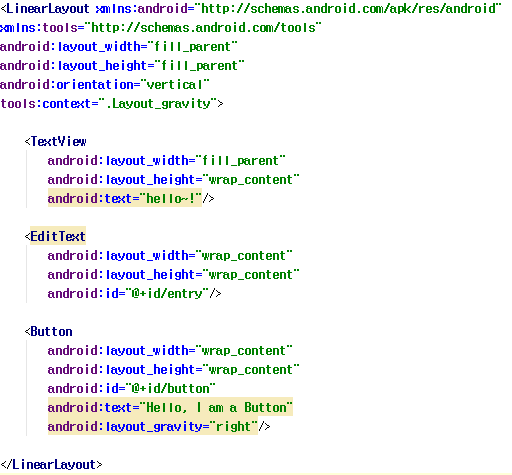 <LinearLayout xmlns:android="http://schemas.android.com/apk/res/android"
xmlns:tools="http://schemas.android.com/tools"
android:layout_width="fill_parent"
android:layout_height="fill_parent"
android:orientation="vertical"
tools:context=".Layout_gravity">
<TextView
android:layout_width="fill_parent"
android:layout_height="wrap_content"
android:text="hello~!"/>
<EditText
android:layout_width="wrap_content"
android:layout_height="wrap_content"
android:id="@+id/entry"/>
<Button
android:layout_width="wrap_content"
android:layout_height="wrap_content"
android:id="@+id/button"
android:text="Hello, I am a Button"
android:layout_gravity="right"/>
</LinearLayout>